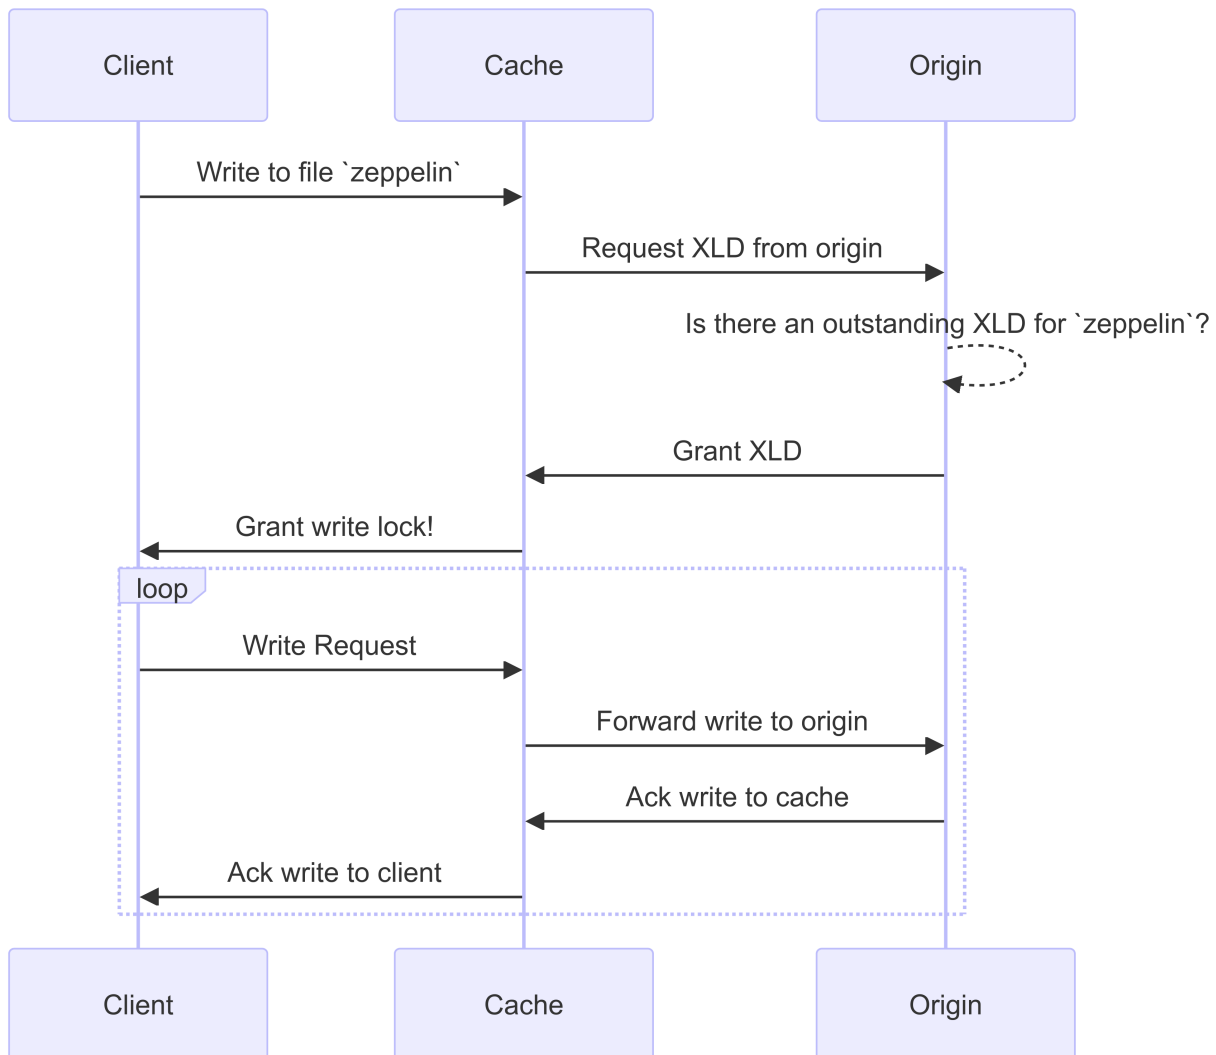 Client
Cache
Origin
Write to file `zeppelin`
Request XLD from origin
Is there an outstanding XLD for `zeppelin`?
Grant XLD
Grant write lock!
loop
Write Request
Forward write to origin
Ack write to cache
Ack write to client
Client
Cache
Origin